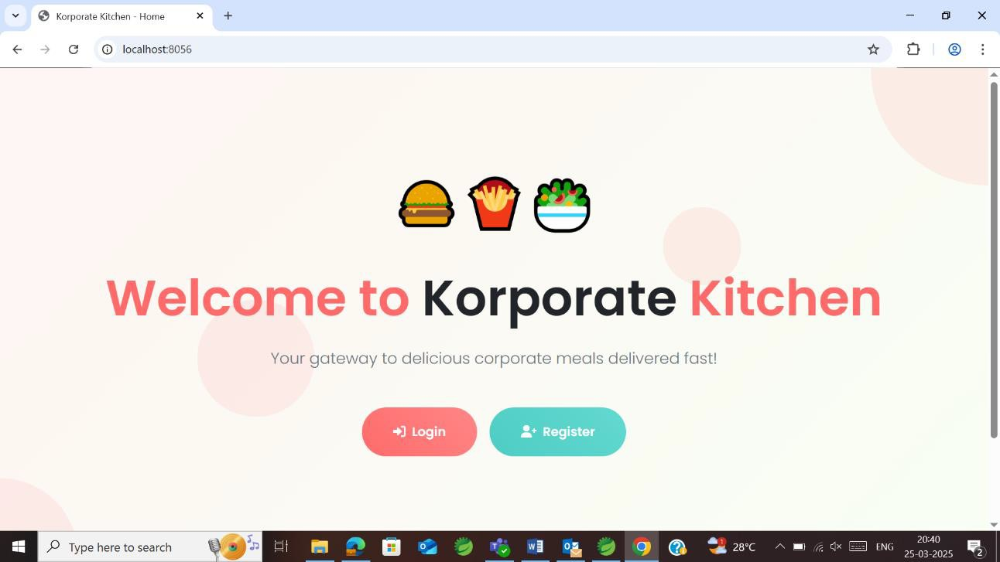 Korporate Kitchen - Home
localhost:8056
Welcome to Korporate Kitchen
Your gateway to delicious corporate meals delivered fast!
Login
Register
Type here to search
1
28°C
ENG
20:40
25-03-2025
2